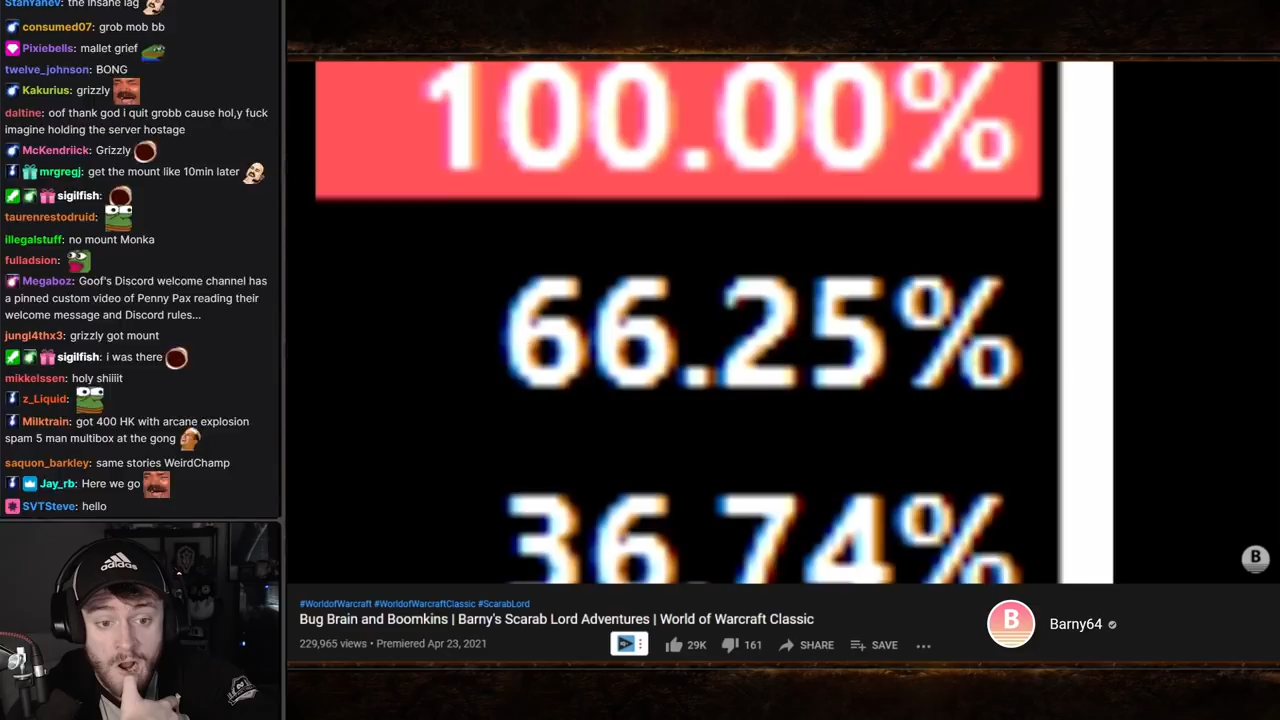 StanYanev: the insane lag
consumed07: grob mob bb
Pixiebells: mallet grief
twelve_johnson: BONG
Kakurius: grizzly
daltine: oof thank god i quit grobb cause hol,y fuck
imagine holding the server hostage
McKendriick: Grizzly
mrgregj: get the mount like 10min later
sigilfish:
taurenrestodruid:
illegalstuff: no mount Monka
fulladsion:
Megaboz: Goof's Discord welcome channel has
a pinned custom video of Penny Pax reading their
welcome message and Discord rules...
jungl4thx3: grizzly got mount
sigilfish: i was there
mikkelssen: holy shiiiit
z_Liquid:
Milktrain: got 400 HK with arcane explosion
spam 5 man multibox at the gong
saquon_barkley: same stories WeirdChamp
Jay_rb: Here we go
SVTSteve: hello
adidas
100.00%
66.25%
36.74%
B
#WorldofWarcraft #WorldofWarcraftClassic #ScarabLord
Bug Brain and Boomkins | Barny's Scarab Lord Adventures | World of Warcraft Classic
229,965 views • Premiered Apr 23, 2021
29K
161
SHARE
SAVE
B
Barny64